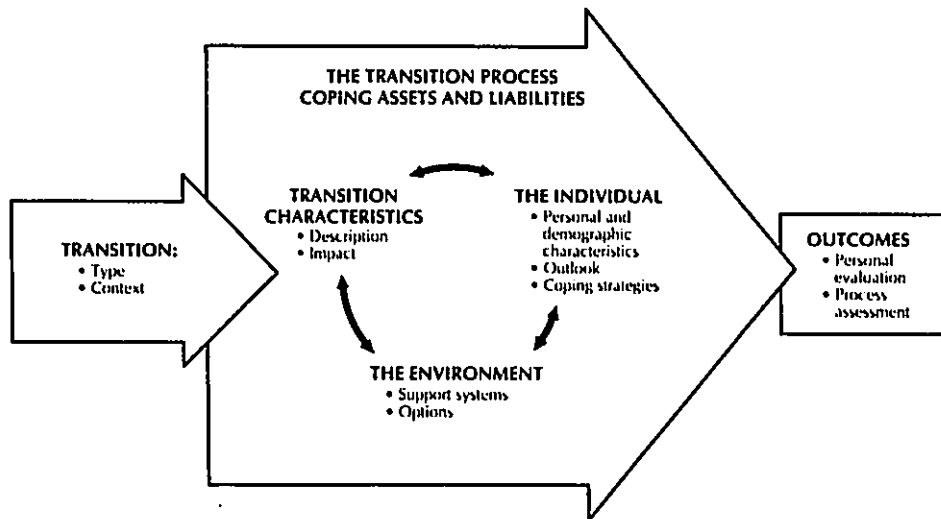 THE TRANSITION PROCESS
COPING ASSETS AND LIABILITIES
TRANSITION
CHARACTERISTICS
• Description
• Impact
THE INDIVIDUAL
• Personal and
demographic
characteristics
• Outlook
• Coping strategies
TRANSITION:
• Type
• Context
OUTCOMES
• Personal
evaluation
• Process
assessment
THE ENVIRONMENT
• Support systems
• Options